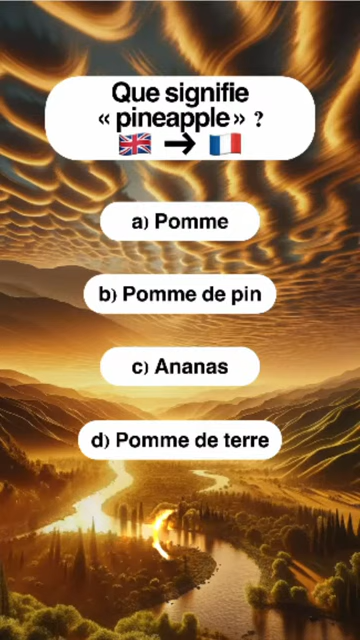 Que signifie
« pineapple » ?
🇬🇧 → 🇫🇷
a) Pomme
b) Pomme de pin
c) Ananas
d) Pomme de terre